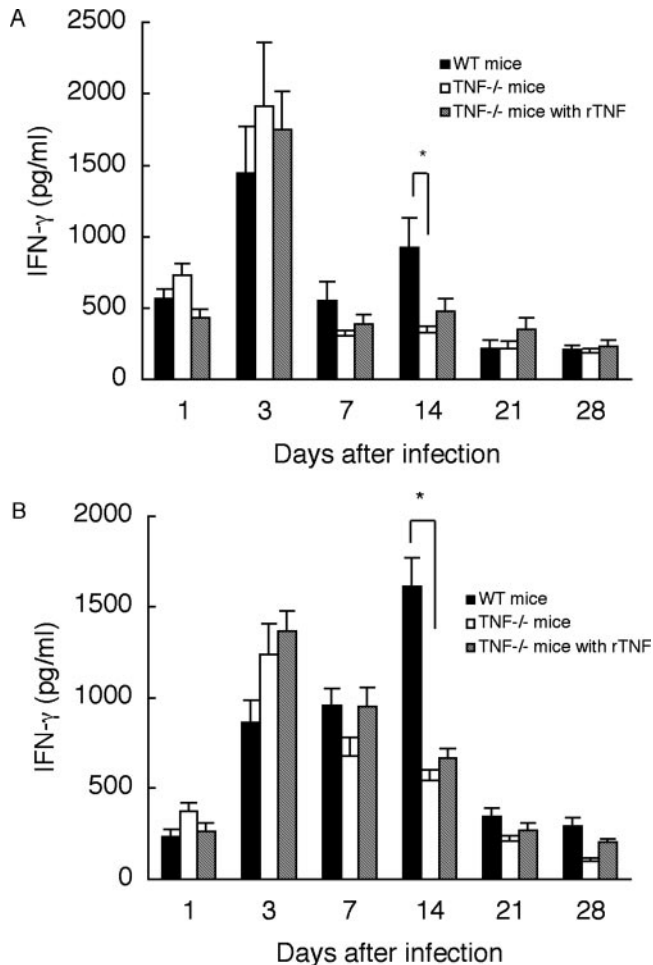 A
2500
2000
1500
1000
500
0
IFN-γ (pg/ml)
WT mice
TNF-/- mice
TNF-/- mice with rTNF
*
1 3 7 14 21 28
Days after infection
B
2000
1500
1000
500
0
IFN-γ (pg/ml)
*
WT mice
TNF-/- mice
TNF-/- mice with rTNF
1 3 7 14 21 28
Days after infection